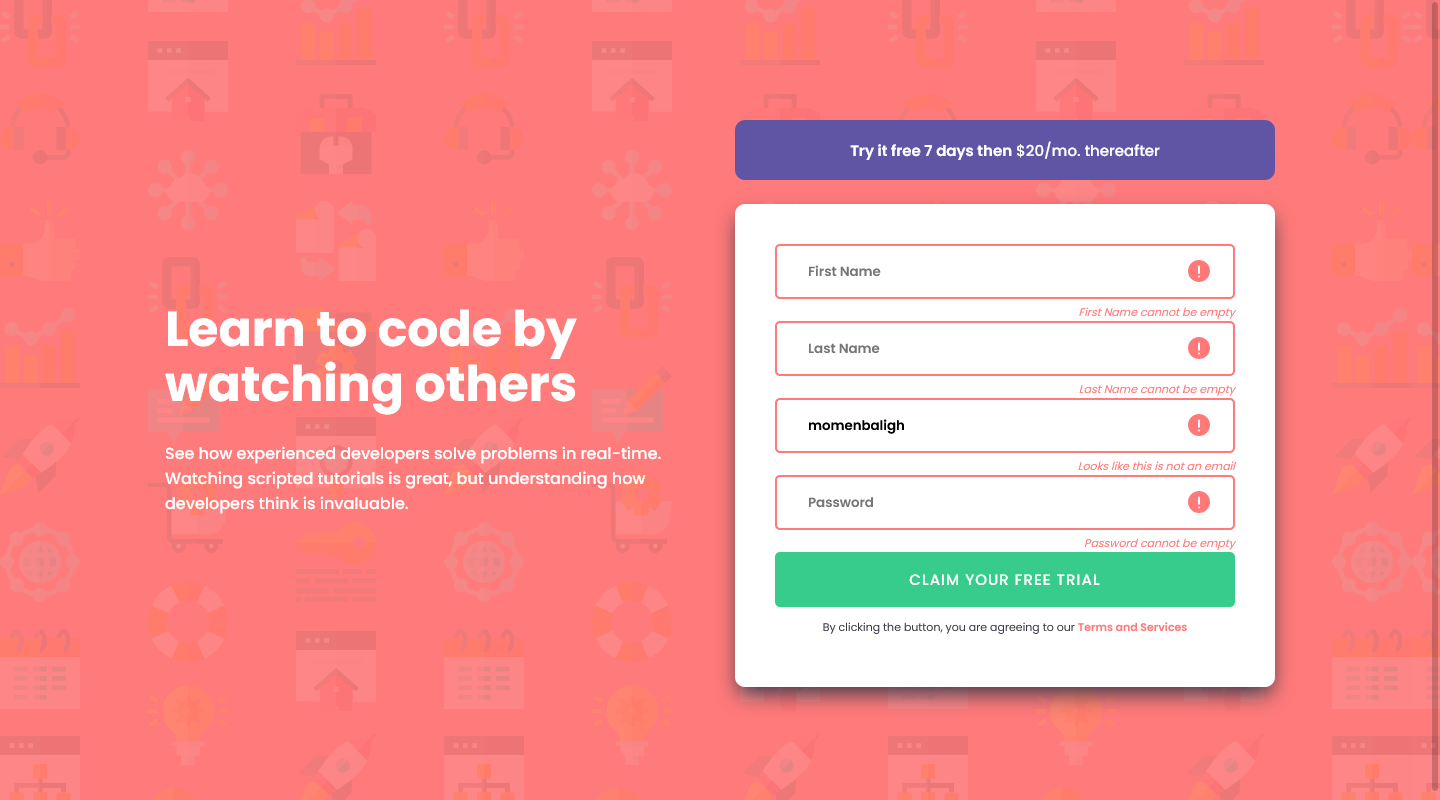 Learn to code by
watching others
See how experienced developers solve problems in real-time.
Watching scripted tutorials is great, but understanding how
developers think is invaluable.
Try it free 7 days then $20/mo. thereafter
First Name
First Name cannot be empty
Last Name
Last Name cannot be empty
momenbaligh
Looks like this is not an email
Password
Password cannot be empty
CLAIM YOUR FREE TRIAL
By clicking the button, you are agreeing to our Terms and Services